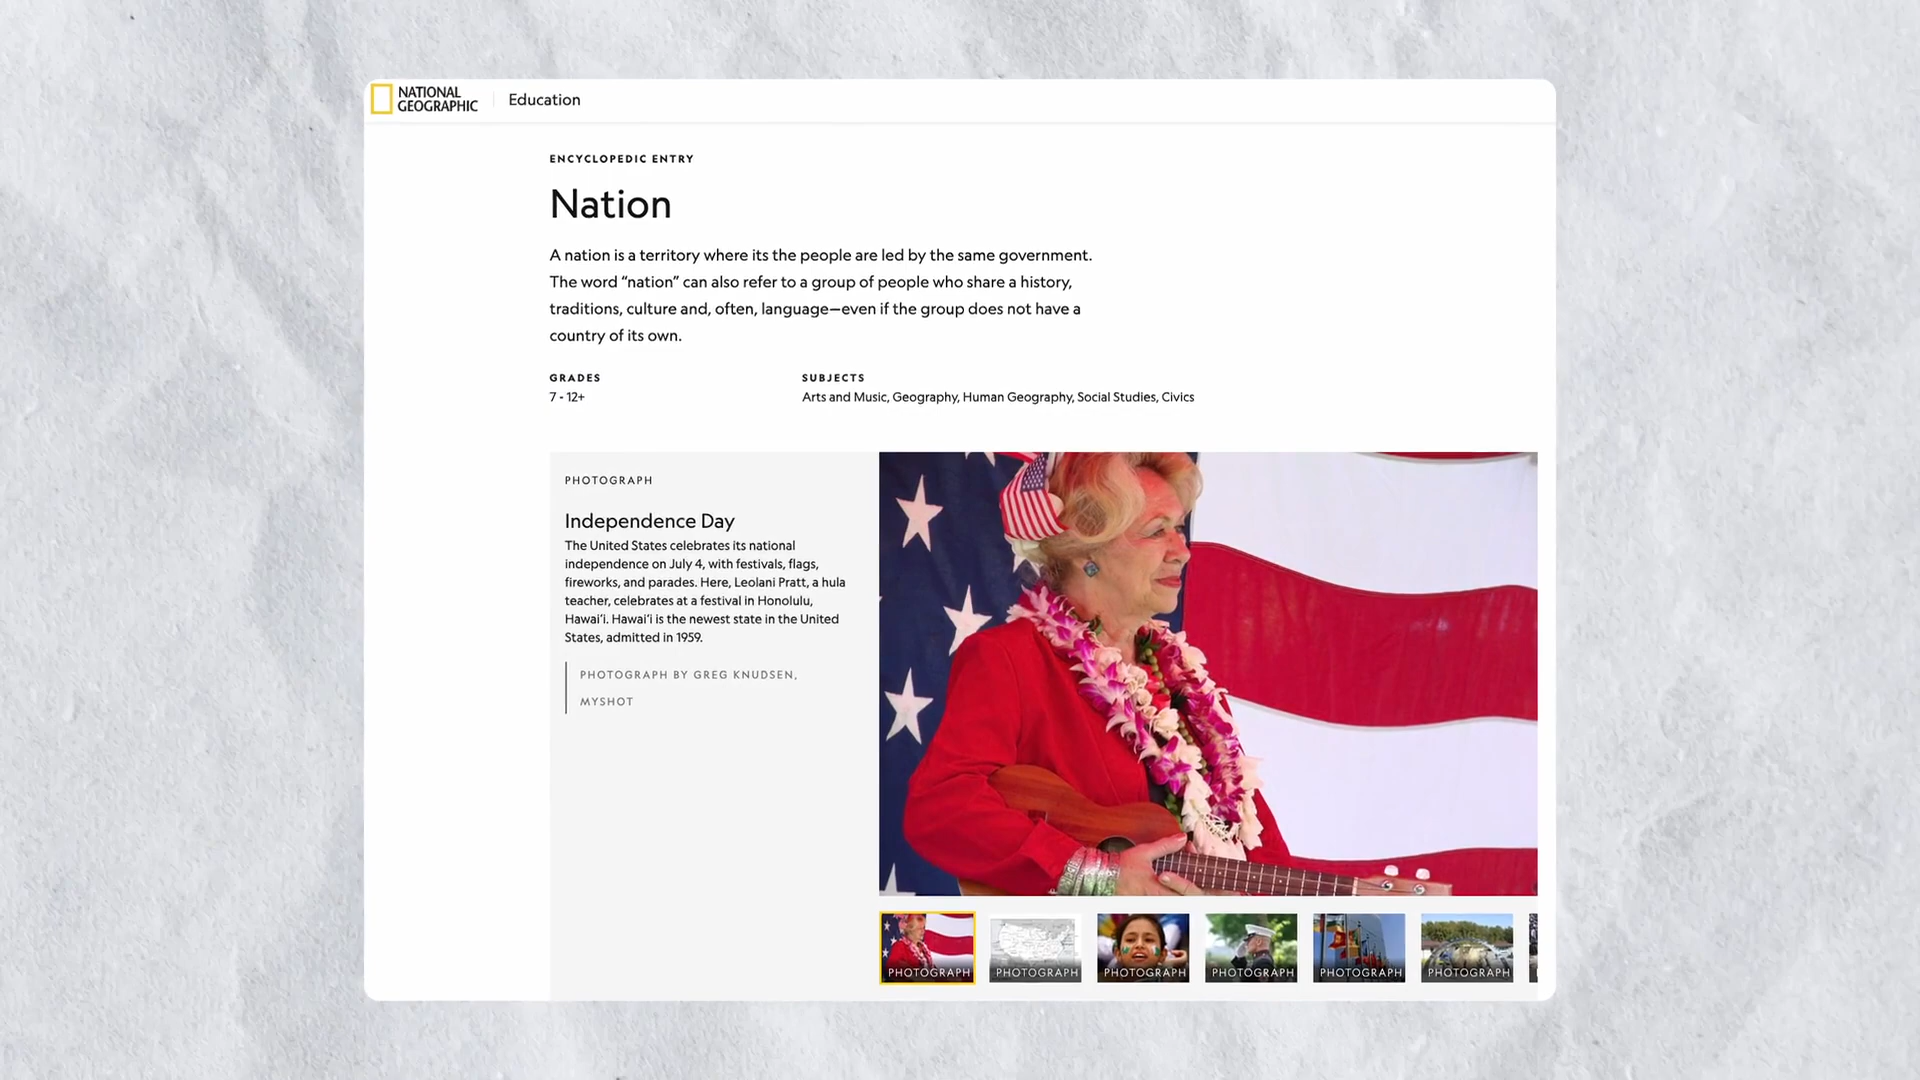 NATIONAL
GEOGRAPHIC
Education
ENCYCLOPEDIC ENTRY
Nation
A nation is a territory where its the people are led by the same government.
The word “nation” can also refer to a group of people who share a history,
traditions, culture and, often, language—even if the group does not have a
country of its own.
GRADES
7 - 12+
SUBJECTS
Arts and Music, Geography, Human Geography, Social Studies, Civics
PHOTOGRAPH
Independence Day
The United States celebrates its national
independence on July 4, with festivals, flags,
fireworks, and parades. Here, Leolani Pratt, a hula
teacher, celebrates at a festival in Honolulu,
Hawai‘i. Hawai‘i is the newest state in the United
States, admitted in 1959.
PHOTOGRAPH BY GREG KNUDSEN,
MYSHOT
PHOTOGRAPH
PHOTOGRAPH
PHOTOGRAPH
PHOTOGRAPH
PHOTOGRAPH
PHOTOGRAPH